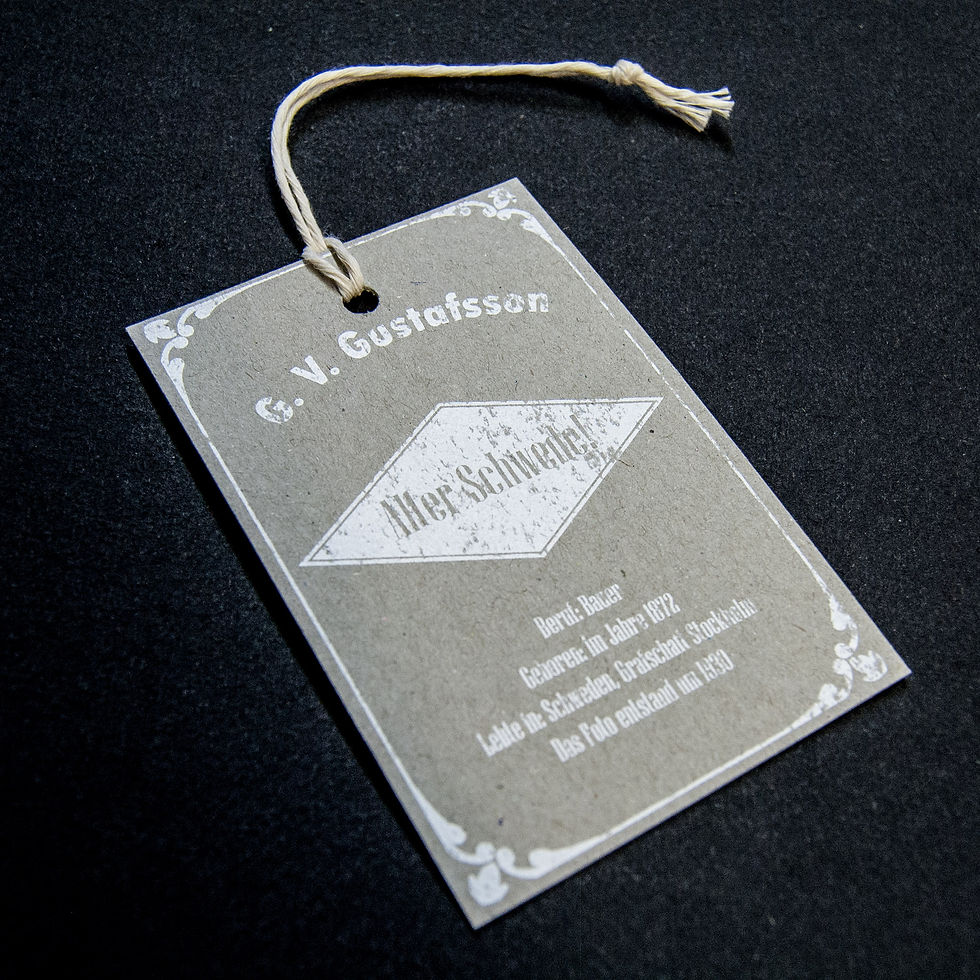 G. V. Gustafsson
Alter Schwede!
Beruf: Bauer
Geboren: im Jahre 1872
Lebte in: Schweden, Grafschaft Stockholm
Das Foto entstand um 1930